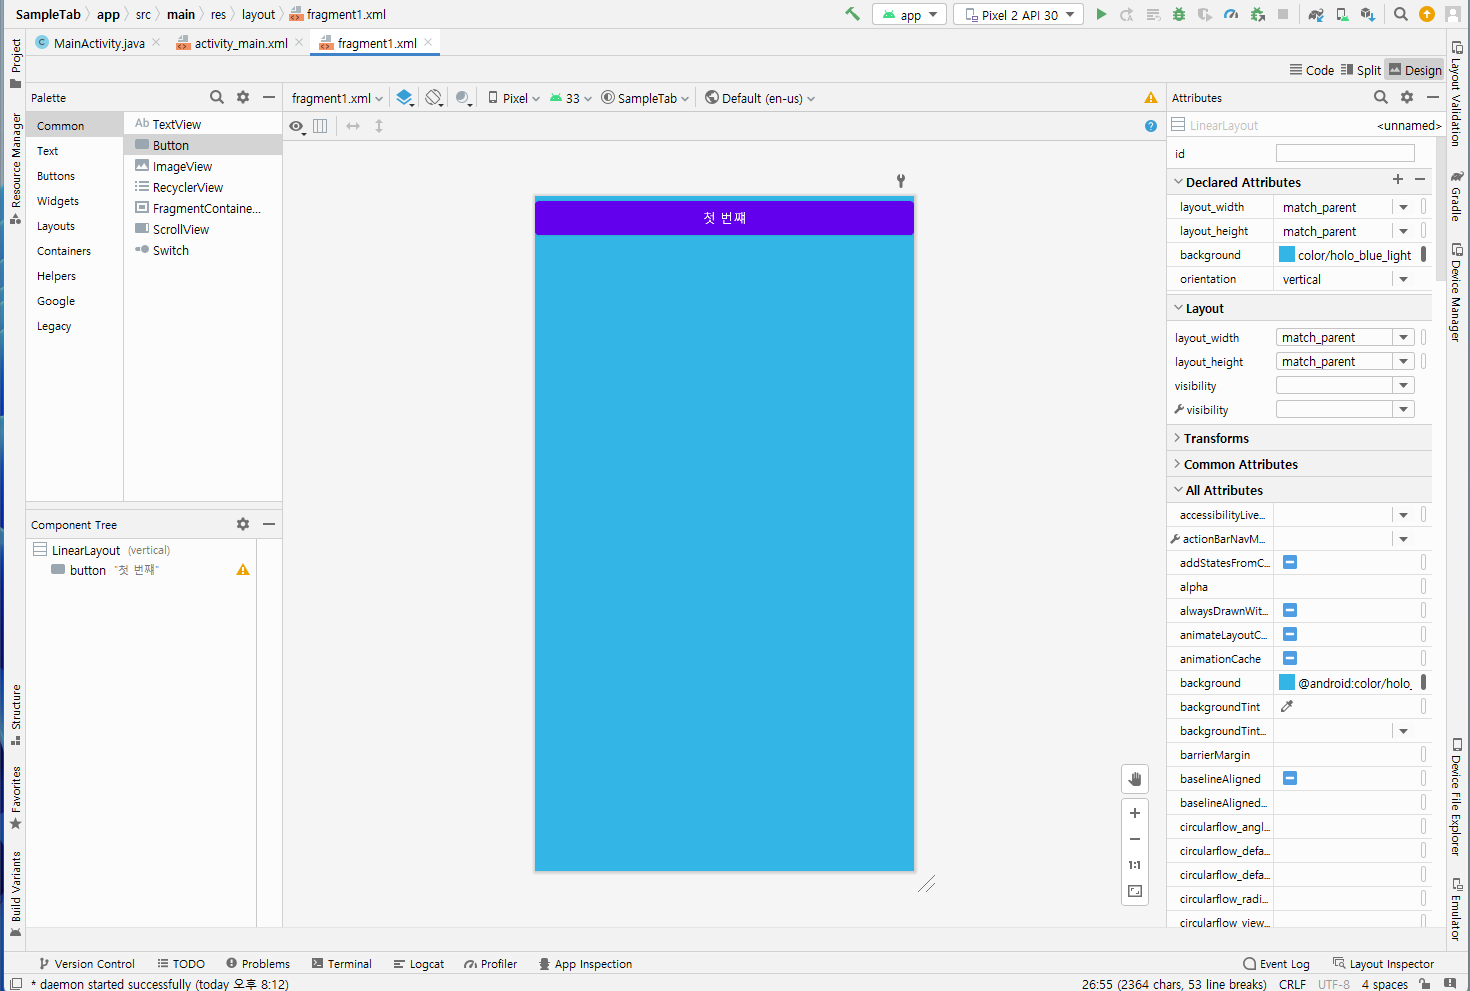 SampleTab app src main res layout fragment1.xml
app
Pixel 2 API 30
MainActivity.java
activity_main.xml
fragment1.xml
Code
Split
Design
Project
Resource Manager
Structure
Favorites
Build Variants
Palette
Common
Text
Buttons
Widgets
Layouts
Containers
Helpers
Google
Legacy
Ab TextView
Button
ImageView
RecyclerView
FragmentContaine...
ScrollView
Switch
Component Tree
LinearLayout (vertical)
button "첫 번째"
fragment1.xml
Pixel
33
SampleTab
Default (en-us)
첫 번째
1:1
Attributes
LinearLayout
<unnamed>
id
Declared Attributes
layout_width match_parent
layout_height match_parent
background color/holo_blue_light
orientation vertical
Layout
layout_width match_parent
layout_height match_parent
visibility
visibility
Transforms
Common Attributes
All Attributes
accessibilityLive...
actionBarNavM...
addStatesFromC...
alpha
alwaysDrawnWit...
animateLayoutC...
animationCache
background @android:color/holo_
backgroundTint
backgroundTint...
barrierMargin
baselineAligned
baselineAligned...
circularflow_angl...
circularflow_defa...
circularflow_defa...
circularflow_radi...
circularflow_view...
Layout Validation
Gradle
Device Manager
Device File Explorer
Emulator
Version Control
TODO
Problems
Terminal
Logcat
Profiler
App Inspection
Event Log
Layout Inspector
* daemon started successfully (today 오후 8:12)
26:55 (2364 chars, 53 line breaks)
CRLF
UTF-8
4 spaces